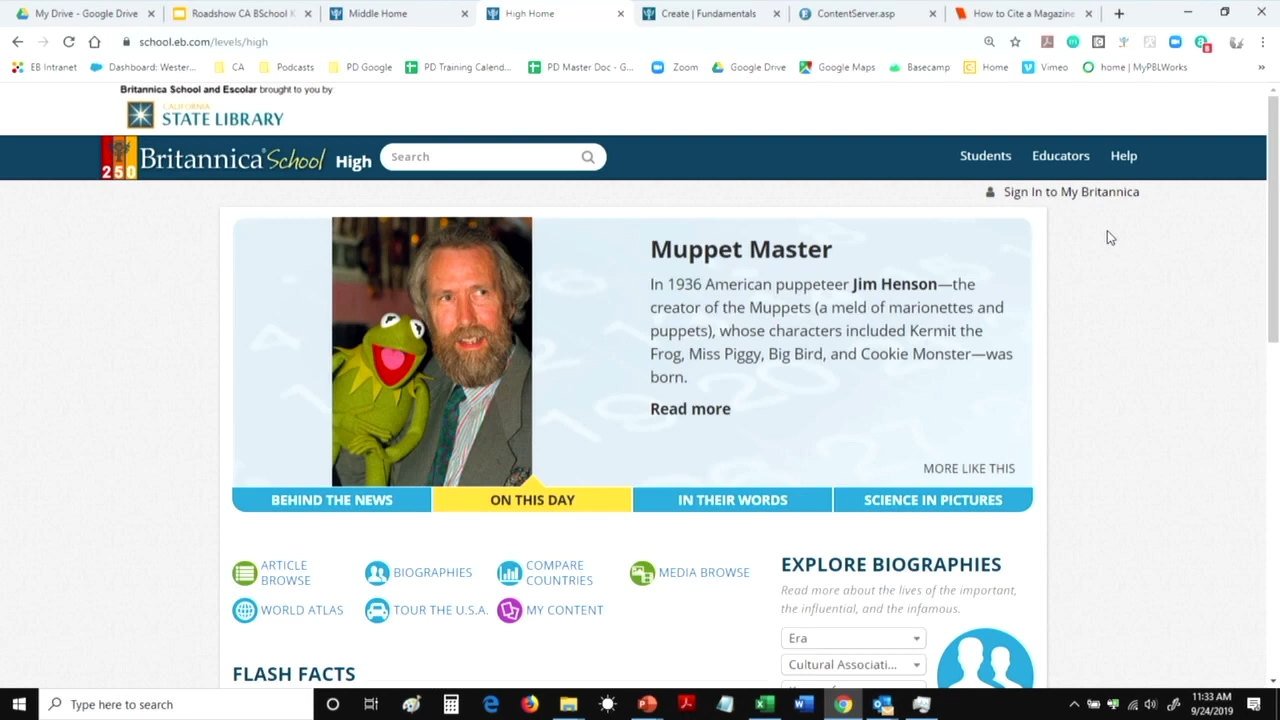 My Drive - Google Drive
Roadshow CA BSchool K
Middle Home
High Home
Create | Fundamentals
ContentServer.asp
How to Cite a Magazine
school.eb.com/levels/high
EB Intranet
Dashboard: Wester...
CA
Podcasts
PD Google
PD Training Calend...
PD Master Doc - G...
Zoom
Google Drive
Google Maps
Basecamp
Home
Vimeo
home | MyPBLWorks
Britannica School and Escolar brought to you by
CALIFORNIA
STATE LIBRARY
250
Britannica School High
Search
Students
Educators
Help
Sign In to My Britannica
Muppet Master
In 1936 American puppeteer Jim Henson—the
creator of the Muppets (a meld of marionettes and
puppets), whose characters included Kermit the
Frog, Miss Piggy, Big Bird, and Cookie Monster—was
born.
Read more
MORE LIKE THIS
BEHIND THE NEWS
ON THIS DAY
IN THEIR WORDS
SCIENCE IN PICTURES
ARTICLE
BROWSE
BIOGRAPHIES
COMPARE
COUNTRIES
MEDIA BROWSE
WORLD ATLAS
TOUR THE U.S.A.
MY CONTENT
EXPLORE BIOGRAPHIES
Read more about the lives of the important,
the influential, and the infamous.
Era
Cultural Associati...
FLASH FACTS
Type here to search
11:33 AM
9/24/2019